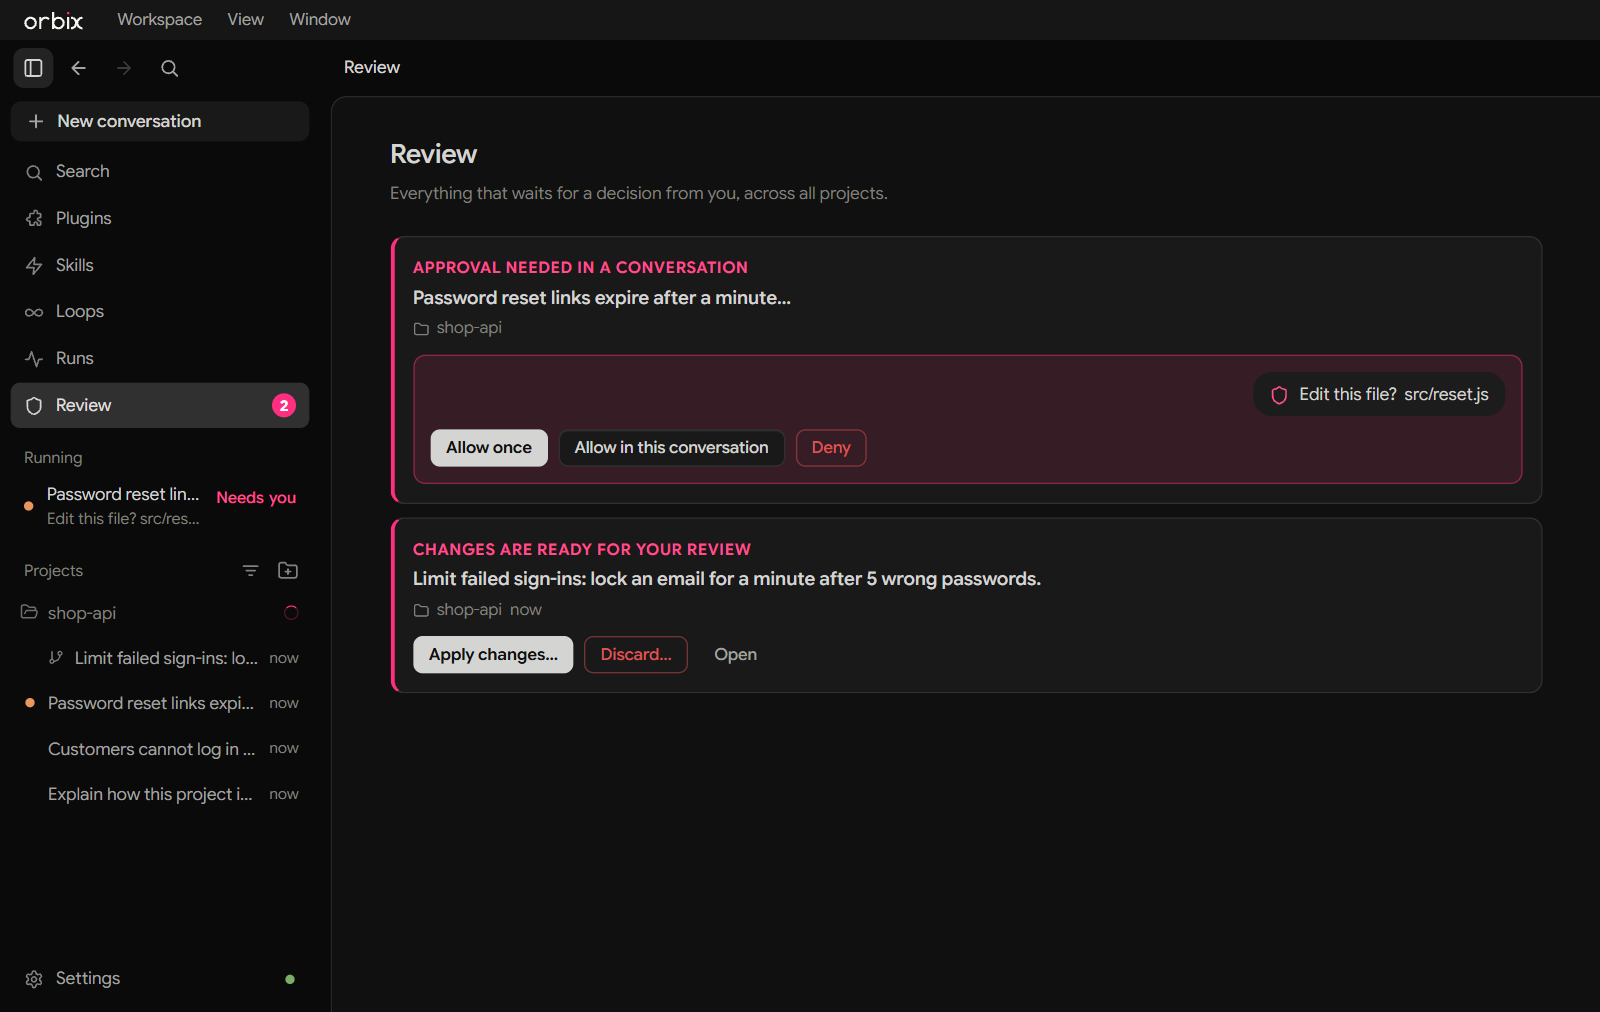 orbix Workspace View Window
Review
New conversation
Search
Plugins
Skills
Loops
Runs
Review 2
Running
Password reset lin... Needs you
Edit this file? src/res...
Projects
shop-api
Limit failed sign-ins: lo... now
Password reset links expi... now
Customers cannot log in ... now
Explain how this project i... now
Settings
Review
Everything that waits for a decision from you, across all projects.
APPROVAL NEEDED IN A CONVERSATION
Password reset links expire after a minute...
shop-api
Edit this file? src/reset.js
Allow once Allow in this conversation Deny
CHANGES ARE READY FOR YOUR REVIEW
Limit failed sign-ins: lock an email for a minute after 5 wrong passwords.
shop-api now
Apply changes... Discard... Open